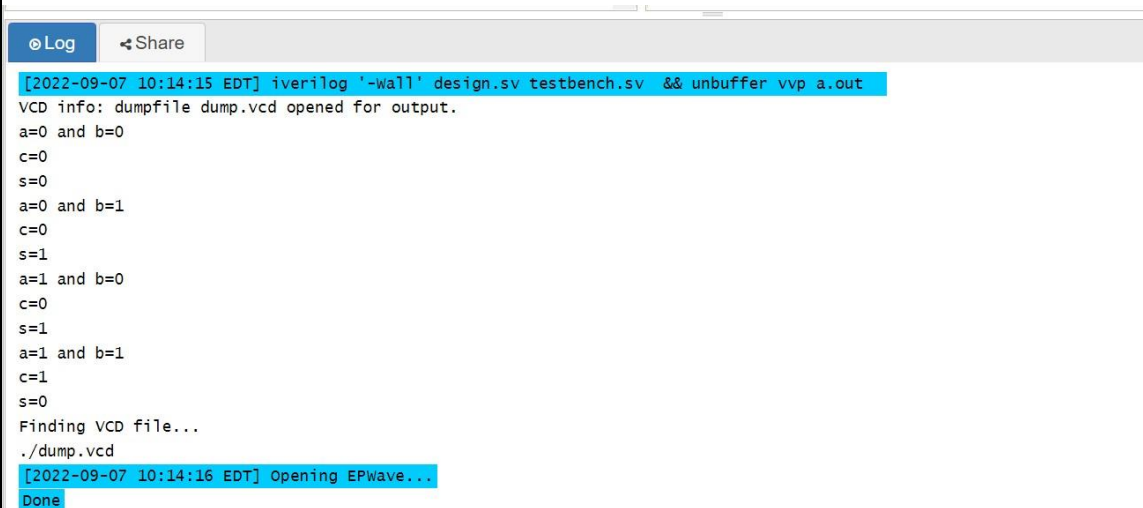 Log Share
[2022-09-07 10:14:15 EDT] iverilog '-Wall' design.sv testbench.sv && unbuffer vvp a.out
VCD info: dumpfile dump.vcd opened for output.
a=0 and b=0
c=0
s=0
a=0 and b=1
c=0
s=1
a=1 and b=0
c=0
s=1
a=1 and b=1
c=1
s=0
Finding VCD file...
./dump.vcd
[2022-09-07 10:14:16 EDT] Opening EPWave...
Done